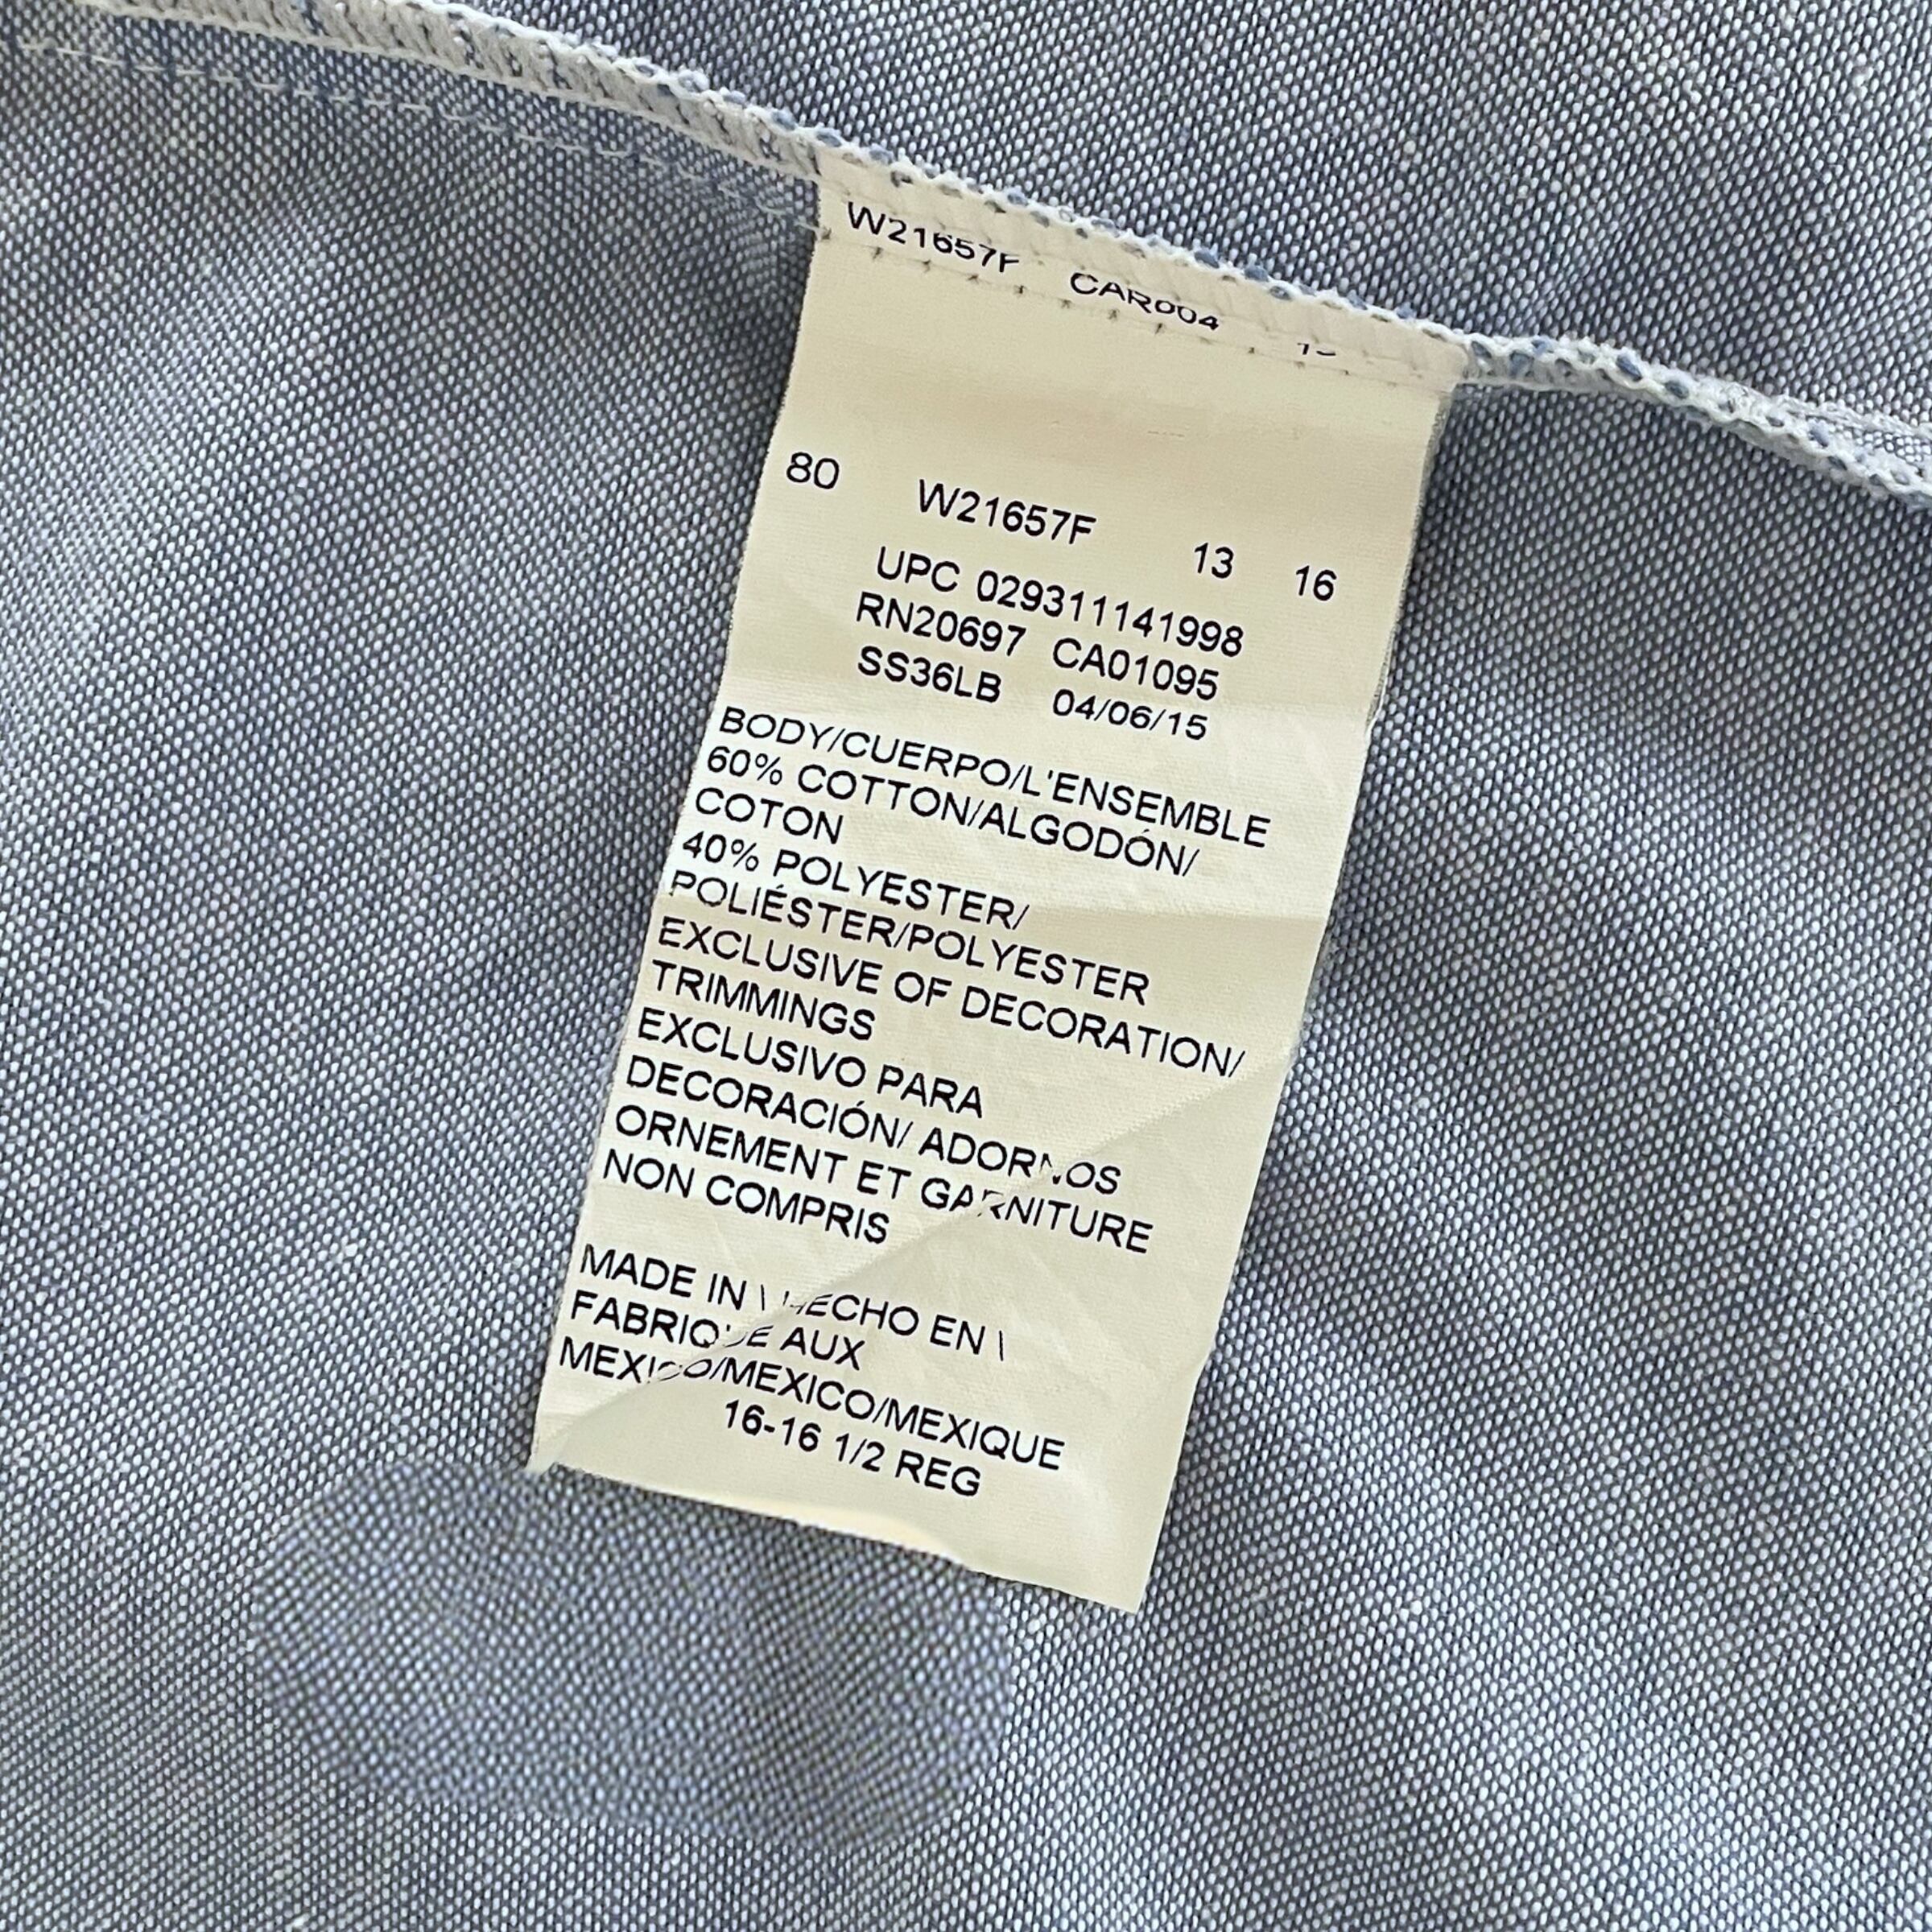 W21657F CAR804
80 W21657F 13 16
UPC 029311141998
RN20697 CA01095
SS36LB 04/06/15
BODY/CUERPO/L'ENSEMBLE
60% COTTON/ALGODÓN/
COTON
40% POLYESTER/
POLIÉSTER/POLYESTER
EXCLUSIVE OF DECORATION/
TRIMMINGS
EXCLUSIVO PARA
DECORACIÓN/ ADORNOS
ORNEMENT ET GARNITURE
NON COMPRIS
MADE IN \ HECHO EN \
FABRIQUE AUX
MEXICO/MEXICO/MEXIQUE
16-16 1/2 REG